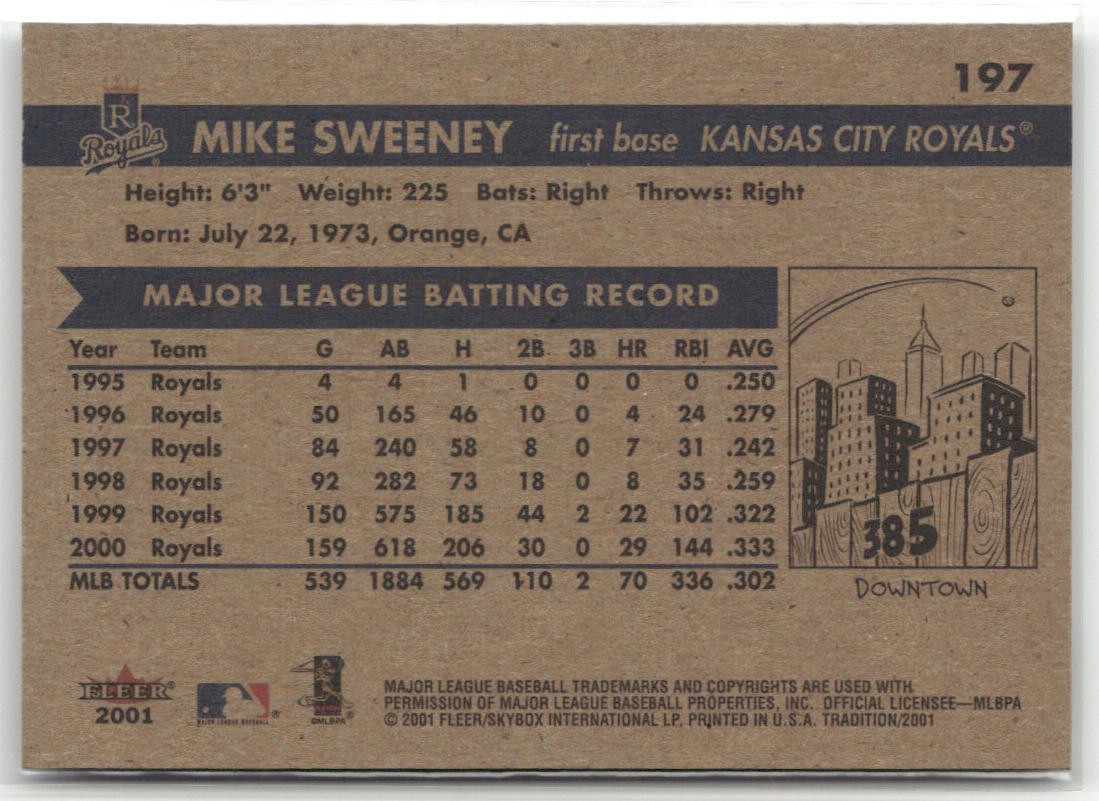 197
R Royals ® MIKE SWEENEY first base KANSAS CITY ROYALS®
Height: 6'3" Weight: 225 Bats: Right Throws: Right
Born: July 22, 1973, Orange, CA
MAJOR LEAGUE BATTING RECORD
Year Team G AB H 2B 3B HR RBI AVG
1995 Royals 4 4 1 0 0 0 0 .250
1996 Royals 50 165 46 10 0 4 24 .279
1997 Royals 84 240 58 8 0 7 31 .242
1998 Royals 92 282 73 18 0 8 35 .259
1999 Royals 150 575 185 44 2 22 102 .322
2000 Royals 159 618 206 30 0 29 144 .333
MLB TOTALS 539 1884 569 110 2 70 336 .302
385
DOWNTOWN
FLEER®
2001
MAJOR LEAGUE BASEBALL ®
©MLBPA ®
MAJOR LEAGUE BASEBALL TRADEMARKS AND COPYRIGHTS ARE USED WITH
PERMISSION OF MAJOR LEAGUE BASEBALL PROPERTIES, INC. OFFICIAL LICENSEE—MLBPA
© 2001 FLEER/SKYBOX INTERNATIONAL LP. PRINTED IN U.S.A. TRADITION/2001